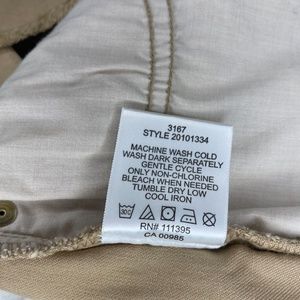 3167
STYLE 20101334
MACHINE WASH COLD
WASH DARK SEPARATELY
GENTLE CYCLE
ONLY NON-CHLORINE
BLEACH WHEN NEEDED
TUMBLE DRY LOW
COOL IRON
RN# 111395
CA 00985